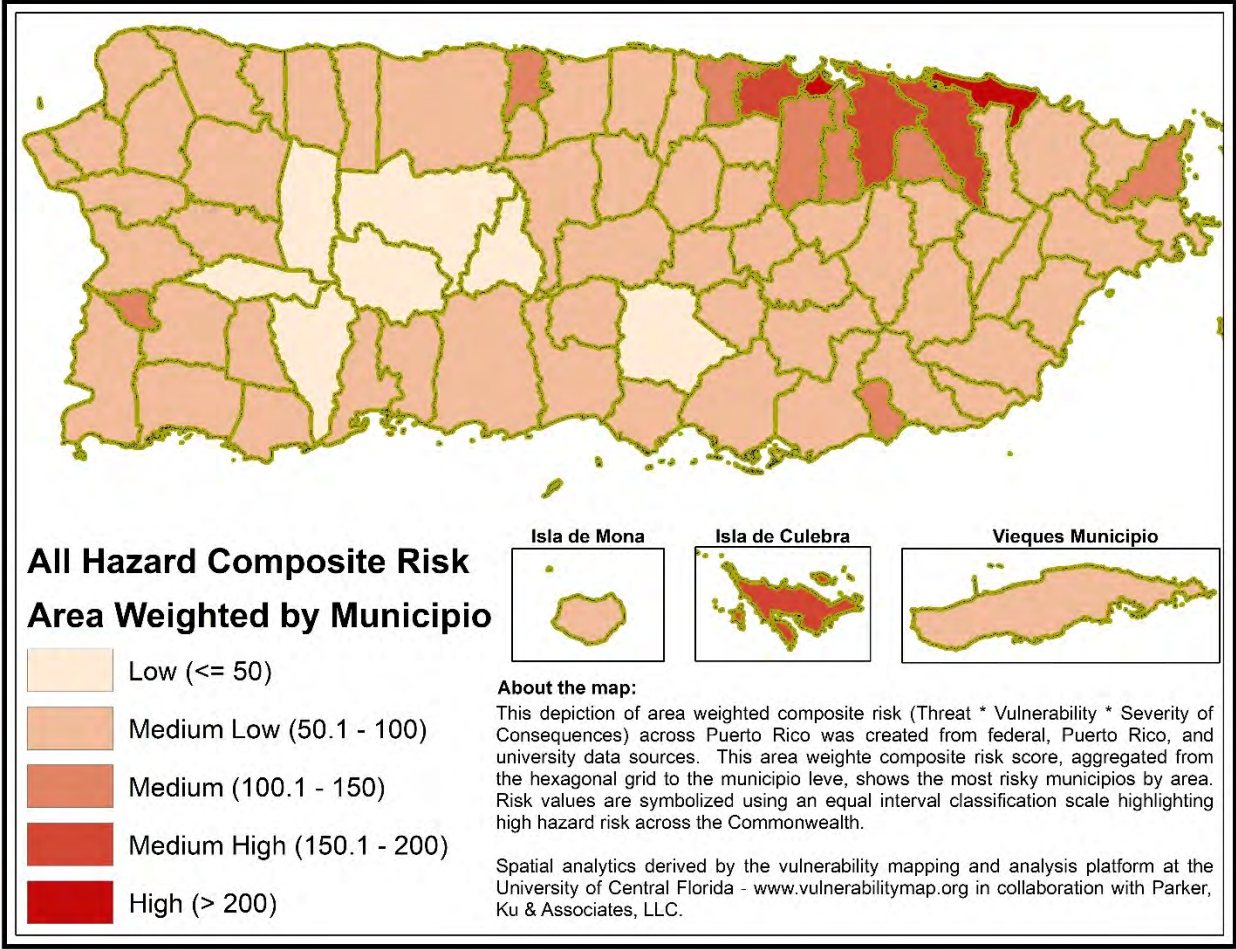 Isla de Mona
Isla de Culebra
Vieques Municipio
All Hazard Composite Risk
Area Weighted by Municipio
Low (<= 50)
Medium Low (50.1 - 100)
Medium (100.1 - 150)
Medium High (150.1 - 200)
High (> 200)
About the map:
This depiction of area weighted composite risk (Threat * Vulnerability * Severity of
Consequences) across Puerto Rico was created from federal, Puerto Rico, and
university data sources. This area weighte composite risk score, aggregated from
the hexagonal grid to the municipio leve, shows the most risky municipios by area.
Risk values are symbolized using an equal interval classification scale highlighting
high hazard risk across the Commonwealth.
Spatial analytics derived by the vulnerability mapping and analysis platform at the
University of Central Florida - www.vulnerabilitymap.org in collaboration with Parker,
Ku & Associates, LLC.